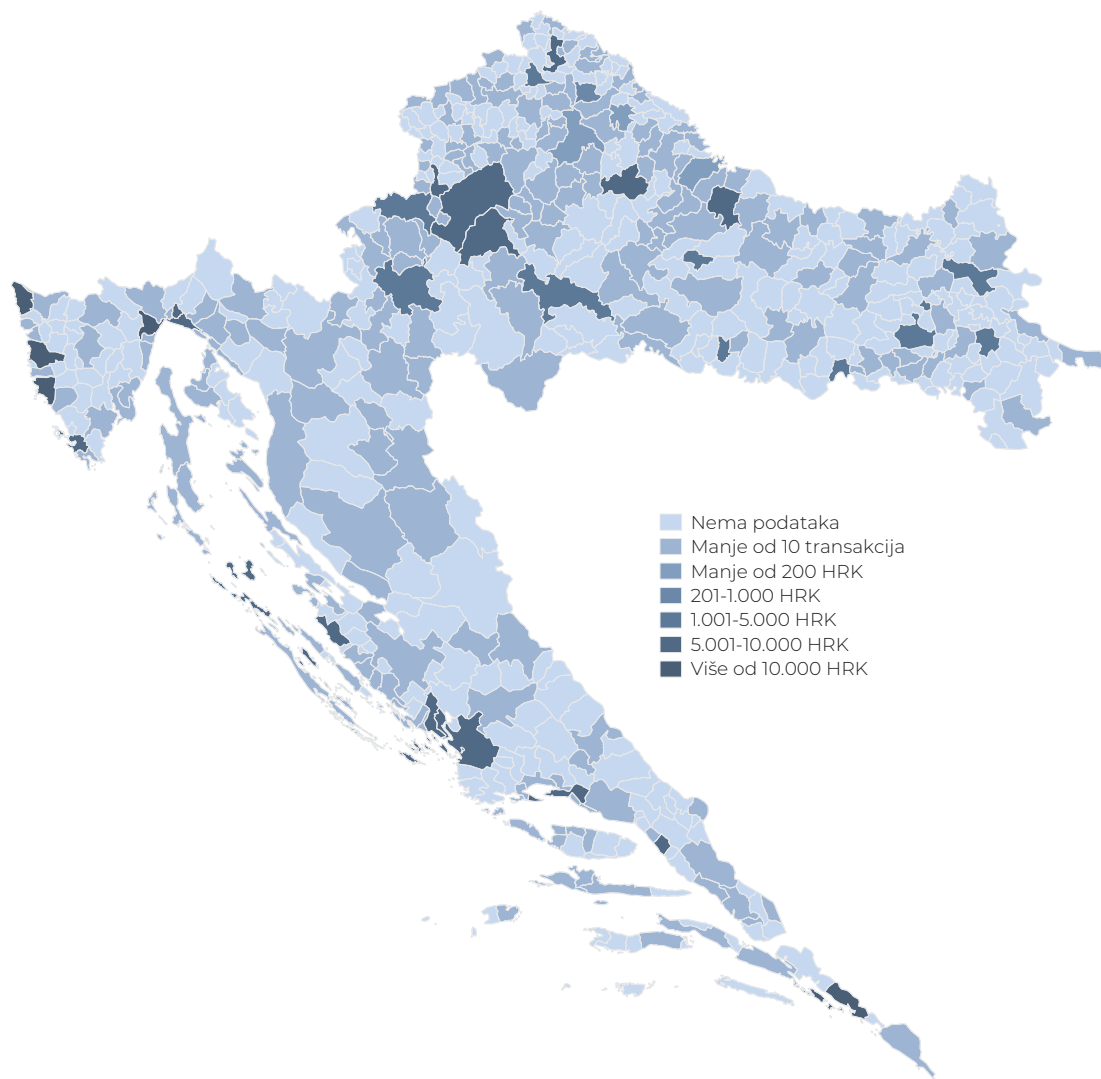 Nema podataka
Manje od 10 transakcija
Manje od 200 HRK
201-1.000 HRK
1.001-5.000 HRK
5.001-10.000 HRK
Više od 10.000 HRK